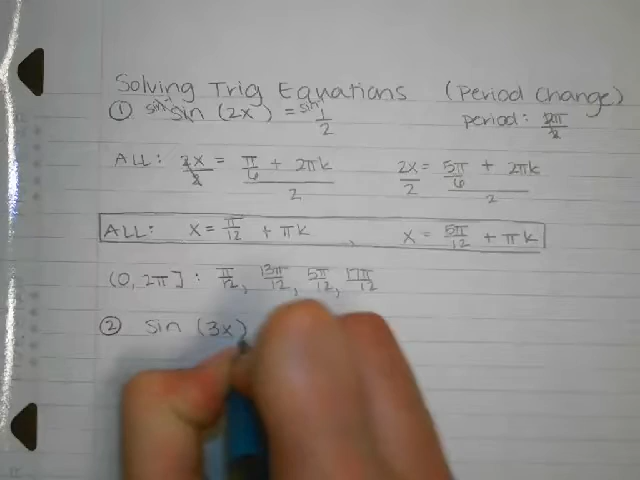 Solving Trig Equations (Period Change)
① sin⁻¹ sin (2x) = sin⁻¹ 1/2 period: 2π/2
ALL: 2x/2 = (π/6 + 2πk)/2 2x/2 = (5π/6 + 2πk)/2
ALL: x = π/12 + πk , x = 5π/12 + πk
(0, 2π] : π/12, 13π/12, 5π/12, 17π/12
② sin (3x)